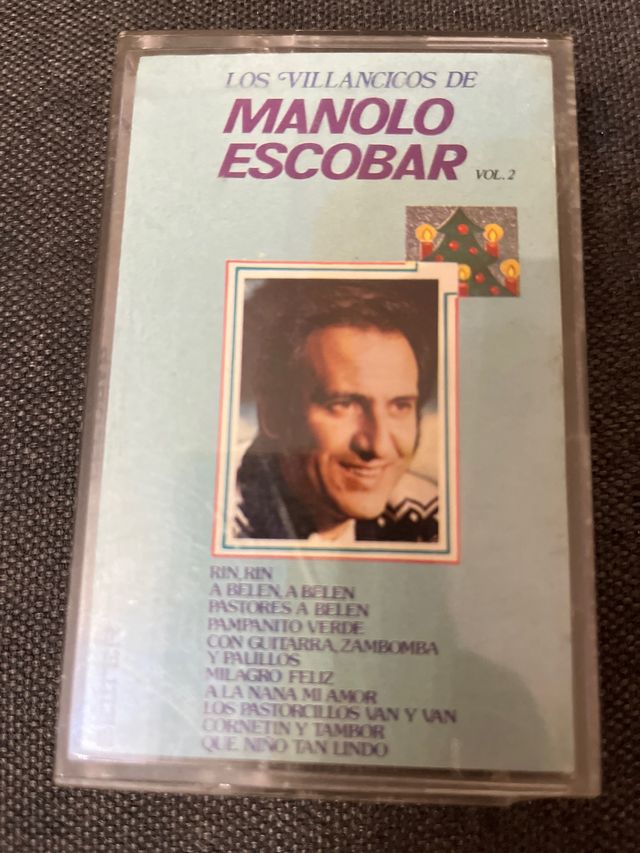 LOS VILLANCICOS DE
MANOLO
ESCOBAR VOL. 2
RIN, RIN
A BELEN, A BELEN
PASTORES A BELEN
PAMPANITO VERDE
CON GUITARRA, ZAMBOMBA
Y PALILLOS
MILAGRO FELIZ
A LA NANA MI AMOR
LOS PASTORCILLOS VAN Y VAN
CORNETIN Y TAMBOR
QUE NIÑO TAN LINDO
BELTER